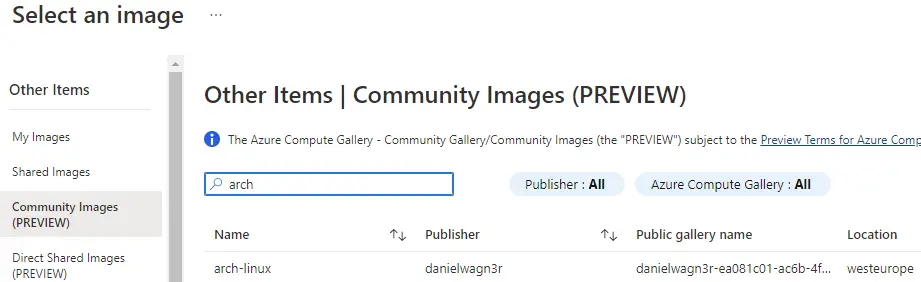 Select an image ...
Other Items
My Images
Shared Images
Community Images
(PREVIEW)
Direct Shared Images
(PREVIEW)
Other Items | Community Images (PREVIEW)
The Azure Compute Gallery - Community Gallery/Community Images (the "PREVIEW") subject to the Preview Terms for Azure Comp
arch
Publisher : All Azure Compute Gallery : All
Name Publisher Public gallery name Location
arch-linux danielwagn3r danielwagn3r-ea081c01-ac6b-4f... westeurope